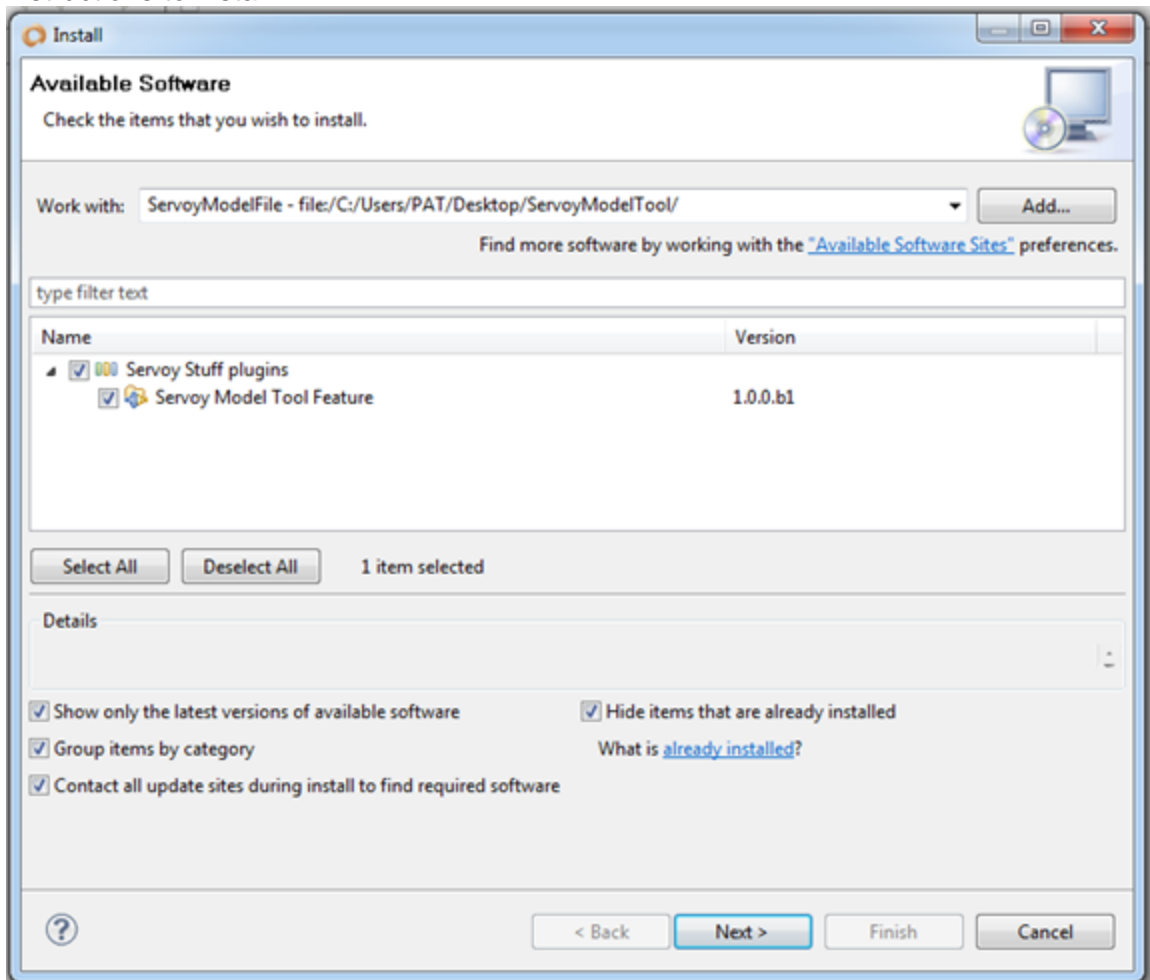 Install
Available Software
Check the items that you wish to install.
Work with: ServoyModelFile - file:/C:/Users/PAT/Desktop/ServoyModelTool/ Add...
Find more software by working with the "Available Software Sites" preferences.
type filter text
Name Version
Servoy Stuff plugins
Servoy Model Tool Feature 1.0.0.b1
Select All Deselect All 1 item selected
Details
Show only the latest versions of available software Hide items that are already installed
Group items by category What is already installed?
Contact all update sites during install to find required software
? < Back Next > Finish Cancel